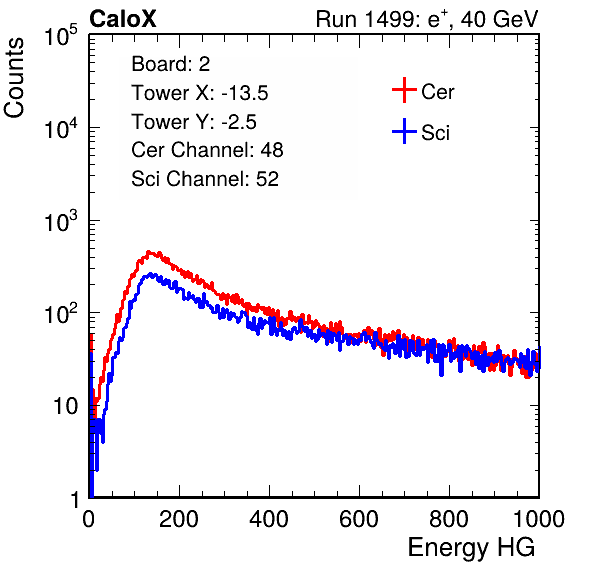 CaloX Run 1499: e⁺, 40 GeV
Counts
10⁵
10⁴
10³
10²
10
1
Board: 2
Tower X: -13.5
Tower Y: -2.5
Cer Channel: 48
Sci Channel: 52
Cer
Sci
0 200 400 600 800 1000
Energy HG